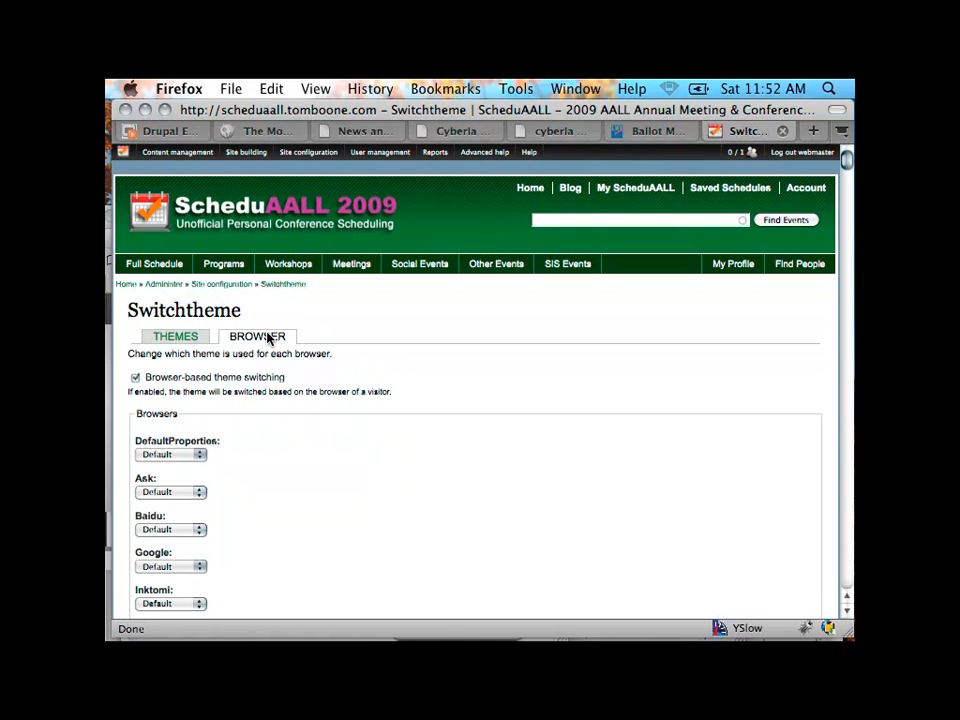 Firefox File Edit View History Bookmarks Tools Window Help Sat 11:52 AM
http://scheduaall.tomboone.com – Switchtheme | ScheduAALL – 2009 AALL Annual Meeting & Conferenc...
Drupal E... The Mo... News an... Cyberla ... cyberla ... Ballot M... Switc...
Content management Site building Site configuration User management Reports Advanced help Help 0 / 1 Log out webmaster
Home Blog My ScheduAALL Saved Schedules Account
ScheduAALL 2009
Unofficial Personal Conference Scheduling
Find Events
Full Schedule Programs Workshops Meetings Social Events Other Events SIS Events My Profile Find People
Home » Administer » Site configuration » Switchtheme
Switchtheme
THEMES BROWSER
Change which theme is used for each browser.
Browser-based theme switching
If enabled, the theme will be switched based on the browser of a visitor.
Browsers
DefaultProperties:
Default
Ask:
Default
Baidu:
Default
Google:
Default
Inktomi:
Default
Done YSlow